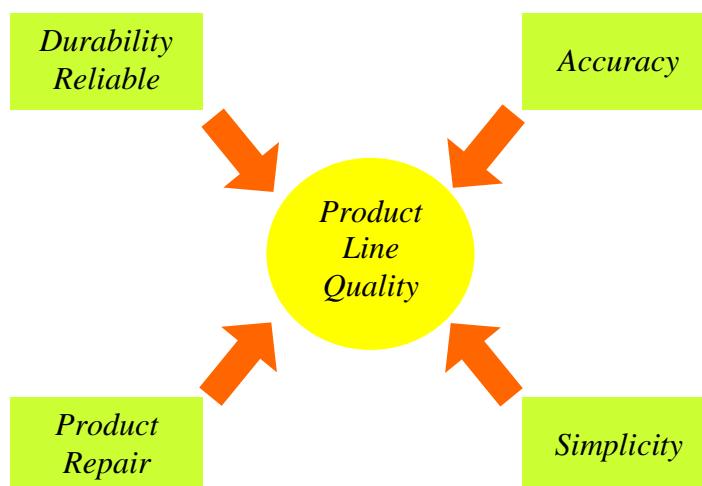 Durability
Reliable
Accuracy
Product
Line
Quality
Product
Repair
Simplicity